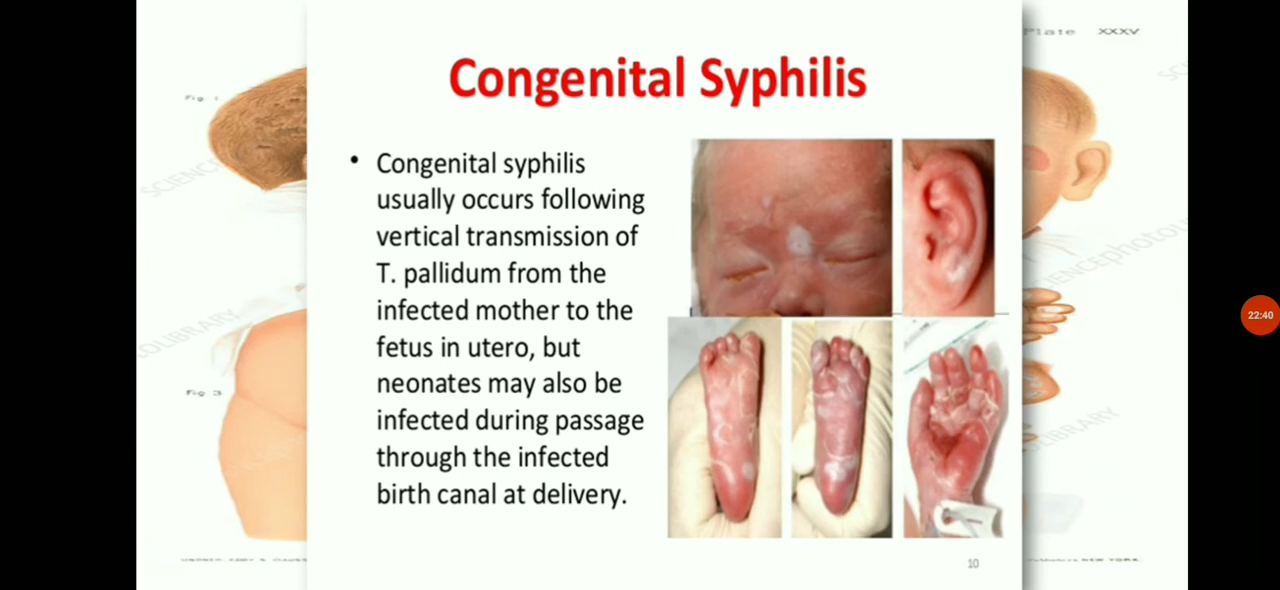 Plate XXXV
Congenital Syphilis
• Congenital syphilis
usually occurs following
vertical transmission of
T. pallidum from the
infected mother to the
fetus in utero, but
neonates may also be
infected during passage
through the infected
birth canal at delivery.
10
Fig 3
22:40